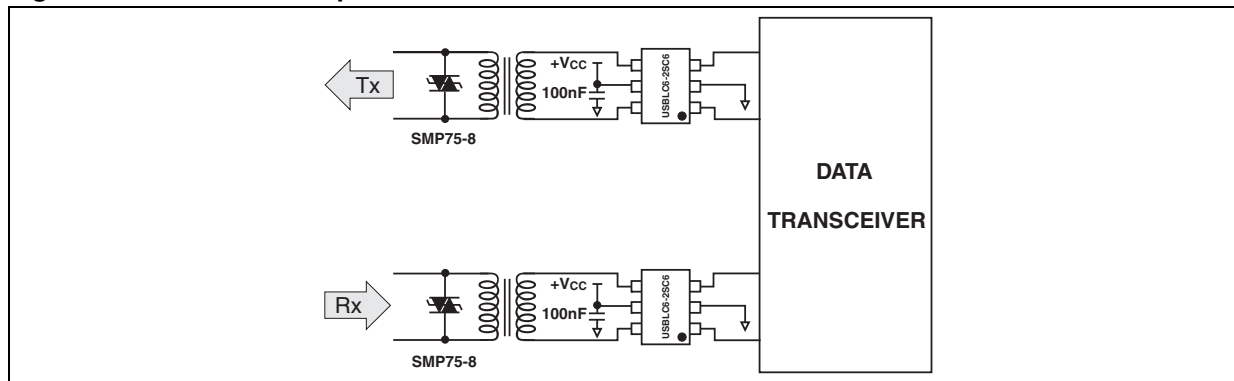 Tx
+Vcc
100nF
USBLC6-2SC6
SMP75-8
DATA
TRANSCEIVER
Rx
+Vcc
100nF
USBLC6-2SC6
SMP75-8